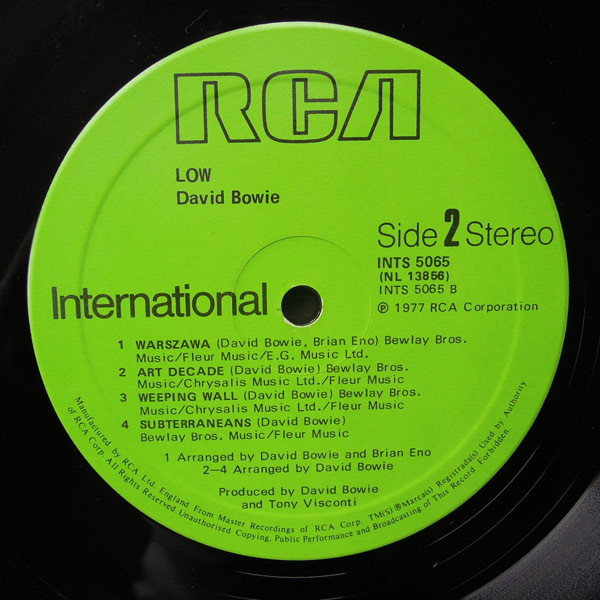 RCA
LOW
David Bowie
Side 2 Stereo
INTS 5065
(NL 13856)
INTS 5065 B
International
℗ 1977 RCA Corporation
1 WARSZAWA (David Bowie, Brian Eno) Bewlay Bros.
Music/Fleur Music/E.G. Music Ltd.
2 ART DECADE (David Bowie) Bewlay Bros.
Music/Chrysalis Music Ltd./Fleur Music
3 WEEPING WALL (David Bowie) Bewlay Bros.
Music/Chrysalis Music Ltd./Fleur Music
4 SUBTERRANEANS (David Bowie)
Bewlay Bros. Music/Fleur Music
1 Arranged by David Bowie and Brian Eno
2—4 Arranged by David Bowie
Produced by David Bowie
and Tony Visconti
Manufactured by RCA Ltd. England From Master Recordings of RCA Corp. TM(S) ® Marca(s) Registrada(s) Used by Authority
of RCA Corp. All Rights Reserved Unauthorised Copying, Public Performance and Broadcasting of This Record Forbidden.